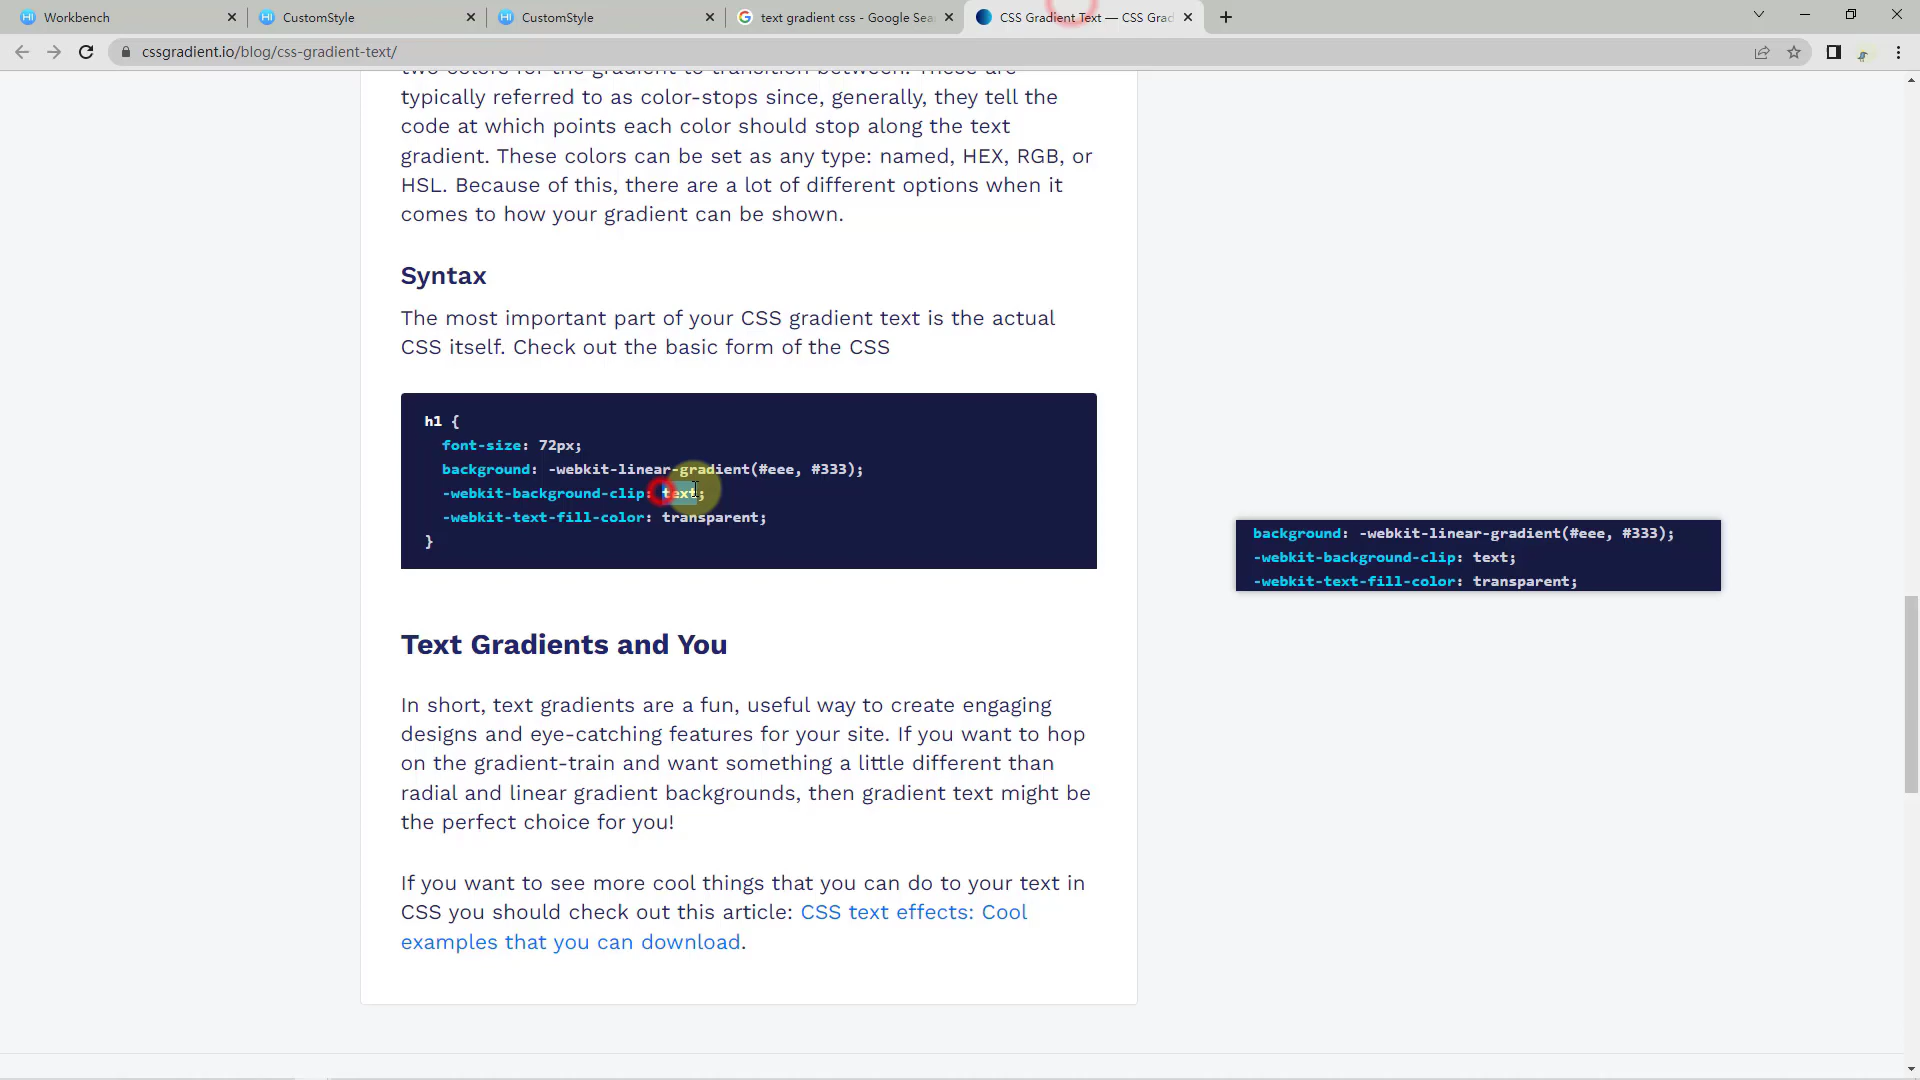 Workbench
CustomStyle
CustomStyle
text gradient css - Google Sea
CSS Gradient Text — CSS Grad
cssgradient.io/blog/css-gradient-text/
two colors for the gradient to transition between. These are
typically referred to as color-stops since, generally, they tell the
code at which points each color should stop along the text
gradient. These colors can be set as any type: named, HEX, RGB, or
HSL. Because of this, there are a lot of different options when it
comes to how your gradient can be shown.
Syntax
The most important part of your CSS gradient text is the actual
CSS itself. Check out the basic form of the CSS
h1 {
font-size: 72px;
background: -webkit-linear-gradient(#eee, #333);
-webkit-background-clip: text;
-webkit-text-fill-color: transparent;
}
background: -webkit-linear-gradient(#eee, #333);
-webkit-background-clip: text;
-webkit-text-fill-color: transparent;
Text Gradients and You
In short, text gradients are a fun, useful way to create engaging
designs and eye-catching features for your site. If you want to hop
on the gradient-train and want something a little different than
radial and linear gradient backgrounds, then gradient text might be
the perfect choice for you!
If you want to see more cool things that you can do to your text in
CSS you should check out this article: CSS text effects: Cool
examples that you can download.